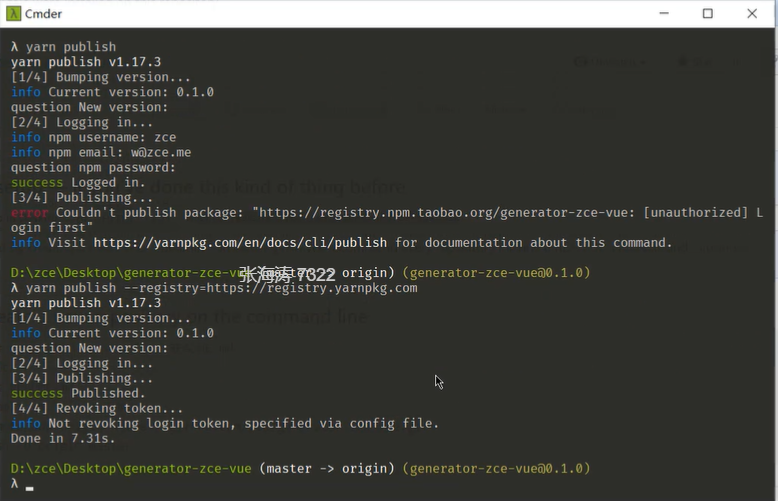 Cmder
λ yarn publish
yarn publish v1.17.3
[1/4] Bumping version...
info Current version: 0.1.0
question New version:
[2/4] Logging in...
info npm username: zce
info npm email: w@zce.me
question npm password:
success Logged in.
[3/4] Publishing...
error Couldn't publish package: "https://registry.npm.taobao.org/generator-zce-vue: [unauthorized] L
ogin first"
info Visit https://yarnpkg.com/en/docs/cli/publish for documentation about this command.
D:\zce\Desktop\generator-zce-vue origin) (generator-zce-vue@0.1.0)
张海涛 7322
λ yarn publish --registry=https://registry.yarnpkg.com
yarn publish v1.17.3
[1/4] Bumping version...
info Current version: 0.1.0
question New version:
[2/4] Logging in...
[3/4] Publishing...
success Published.
[4/4] Revoking token...
info Not revoking login token, specified via config file.
Done in 7.31s.
D:\zce\Desktop\generator-zce-vue (master -> origin) (generator-zce-vue@0.1.0)
λ